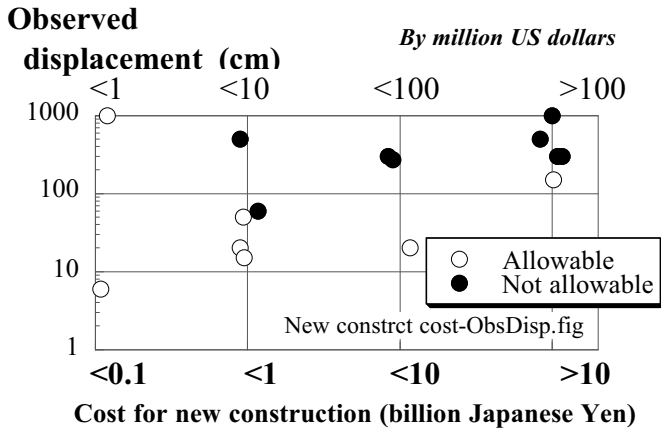 Observed
displacement (cm)
By million US dollars
<1 <10 <100 >100
1000
100
10
1
Allowable
Not allowable
New constrct cost-ObsDisp.fig
<0.1 <1 <10 >10
Cost for new construction (billion Japanese Yen)